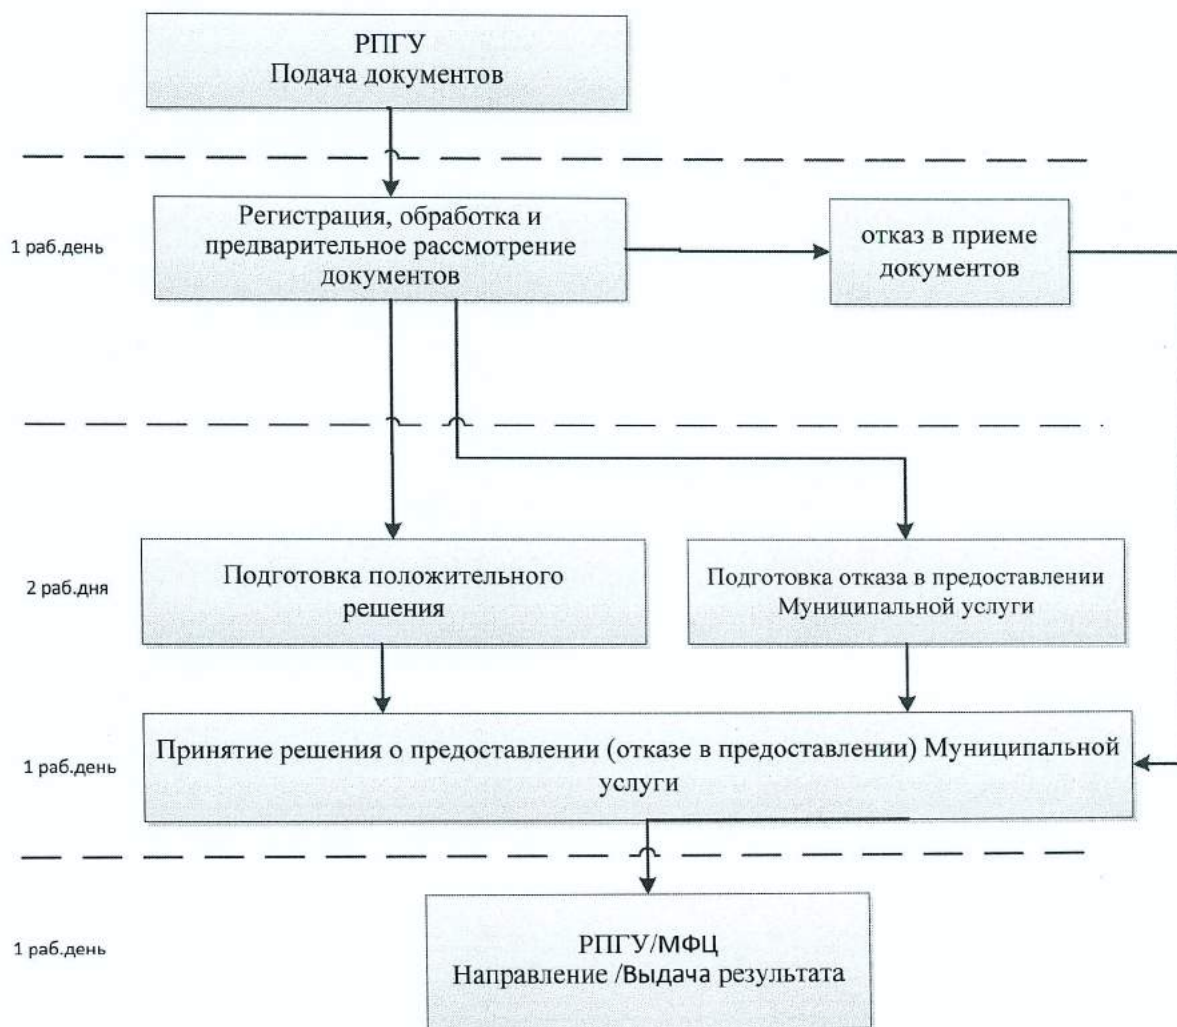 РПГУ
Подача документов
1 раб.день
Регистрация, обработка и
предварительное рассмотрение
документов
отказ в приеме
документов
2 раб.дня
Подготовка положительного
решения
Подготовка отказа в предоставлении
Муниципальной услуги
1 раб.день
Принятие решения о предоставлении (отказе в предоставлении) Муниципальной
услуги
1 раб.день
РПГУ/МФЦ
Направление /Выдача результата